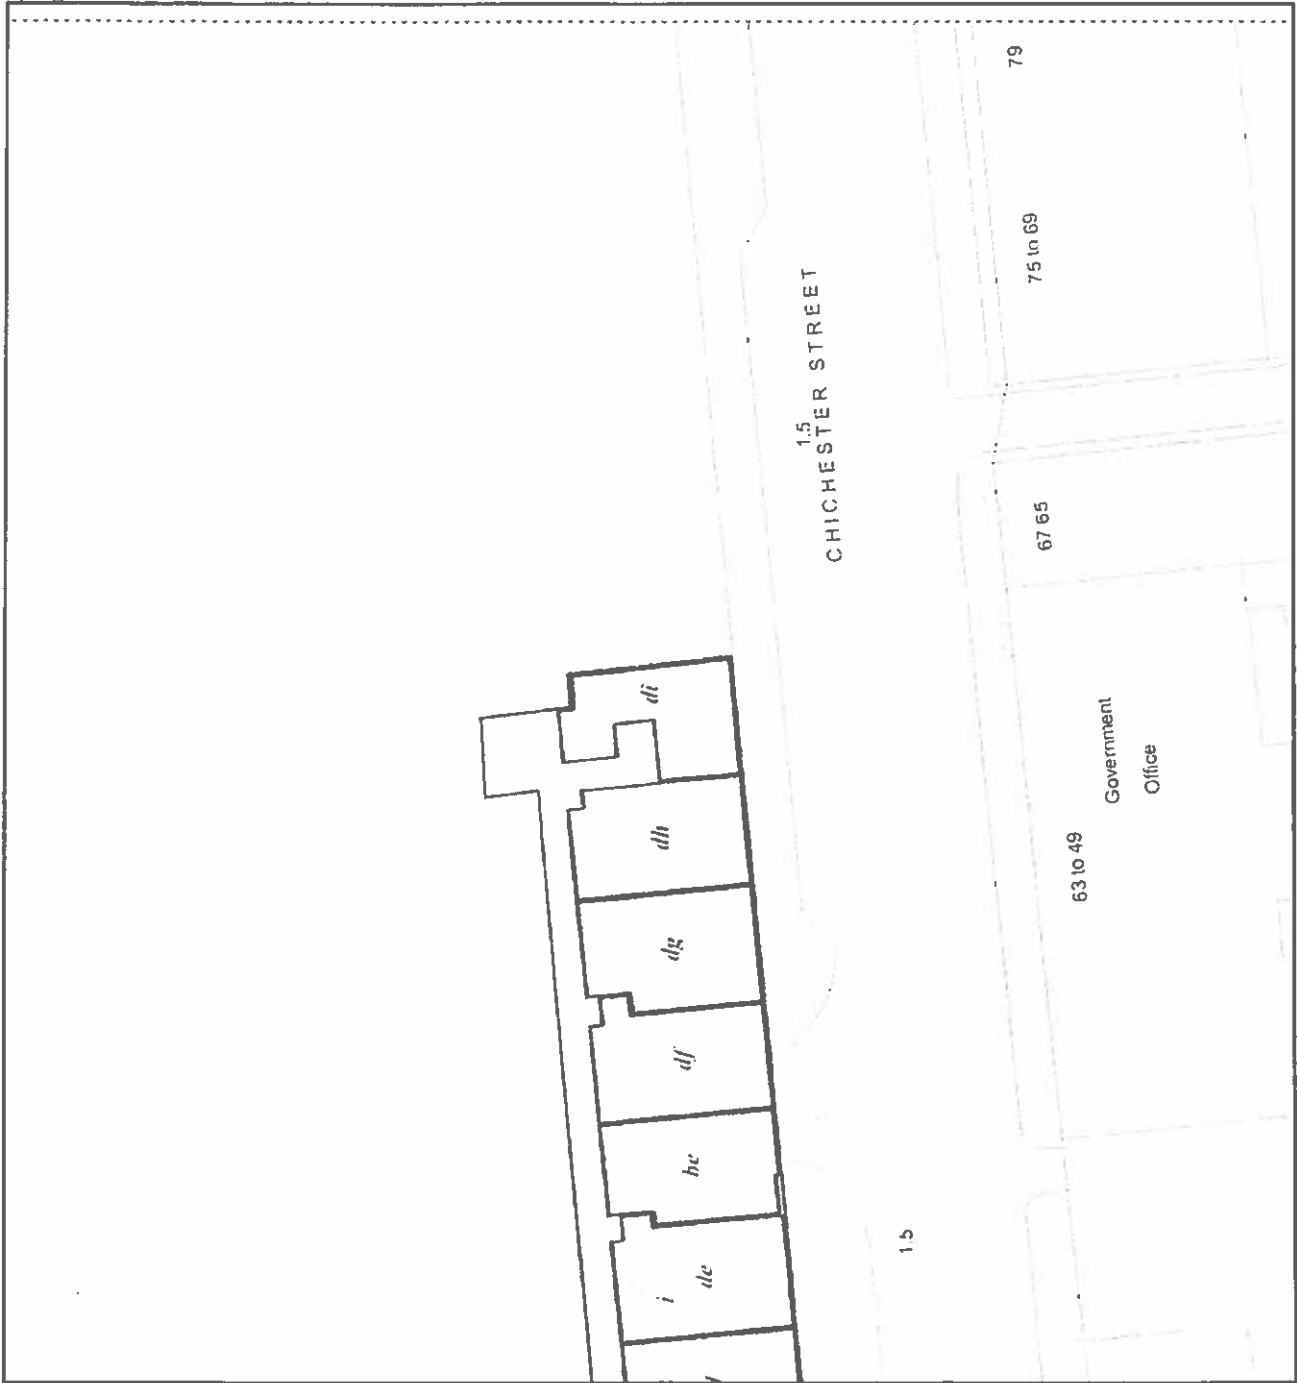 79
75 to 69
1.5
CHICHESTER STREET
67 65
di
Government
Office
dh
63 to 49
dg
df
be
1.5
i
de